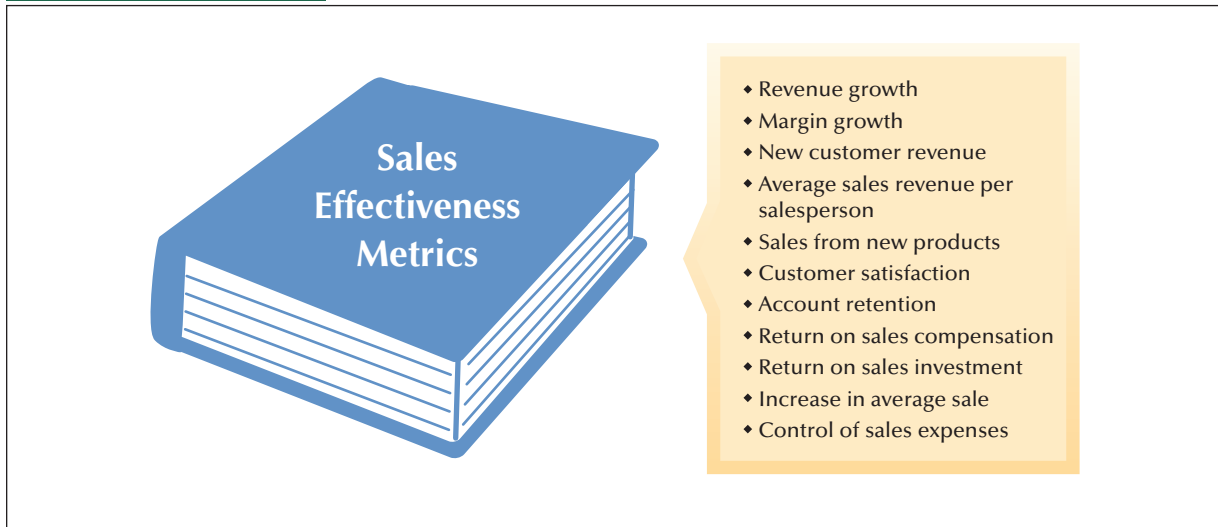 Sales
Effectiveness
Metrics
◆ Revenue growth
◆ Margin growth
◆ New customer revenue
◆ Average sales revenue per
salesperson
◆ Sales from new products
◆ Customer satisfaction
◆ Account retention
◆ Return on sales compensation
◆ Return on sales investment
◆ Increase in average sale
◆ Control of sales expenses